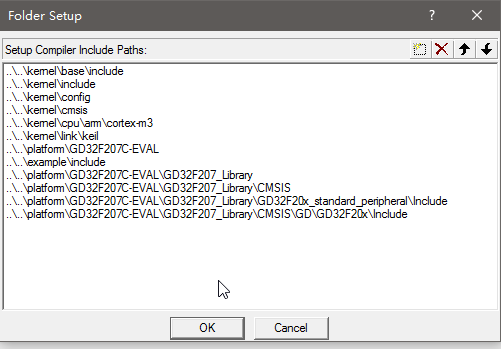 Folder Setup
Setup Compiler Include Paths:
..\..\kernel\base\include
..\..\kernel\include
..\..\kernel\config
..\..\kernel\cmsis
..\..\kernel\cpu\arm\cortex-m3
..\..\kernel\link\keil
..\..\platform\GD32F207C-EVAL
..\..\example\include
..\..\platform\GD32F207C-EVAL\GD32F207_Library
..\..\platform\GD32F207C-EVAL\GD32F207_Library\CMSIS
..\..\platform\GD32F207C-EVAL\GD32F207_Library\GD32F20x_standard_peripheral\Include
..\..\platform\GD32F207C-EVAL\GD32F207_Library\CMSIS\GD\GD32F20x\Include
OK Cancel